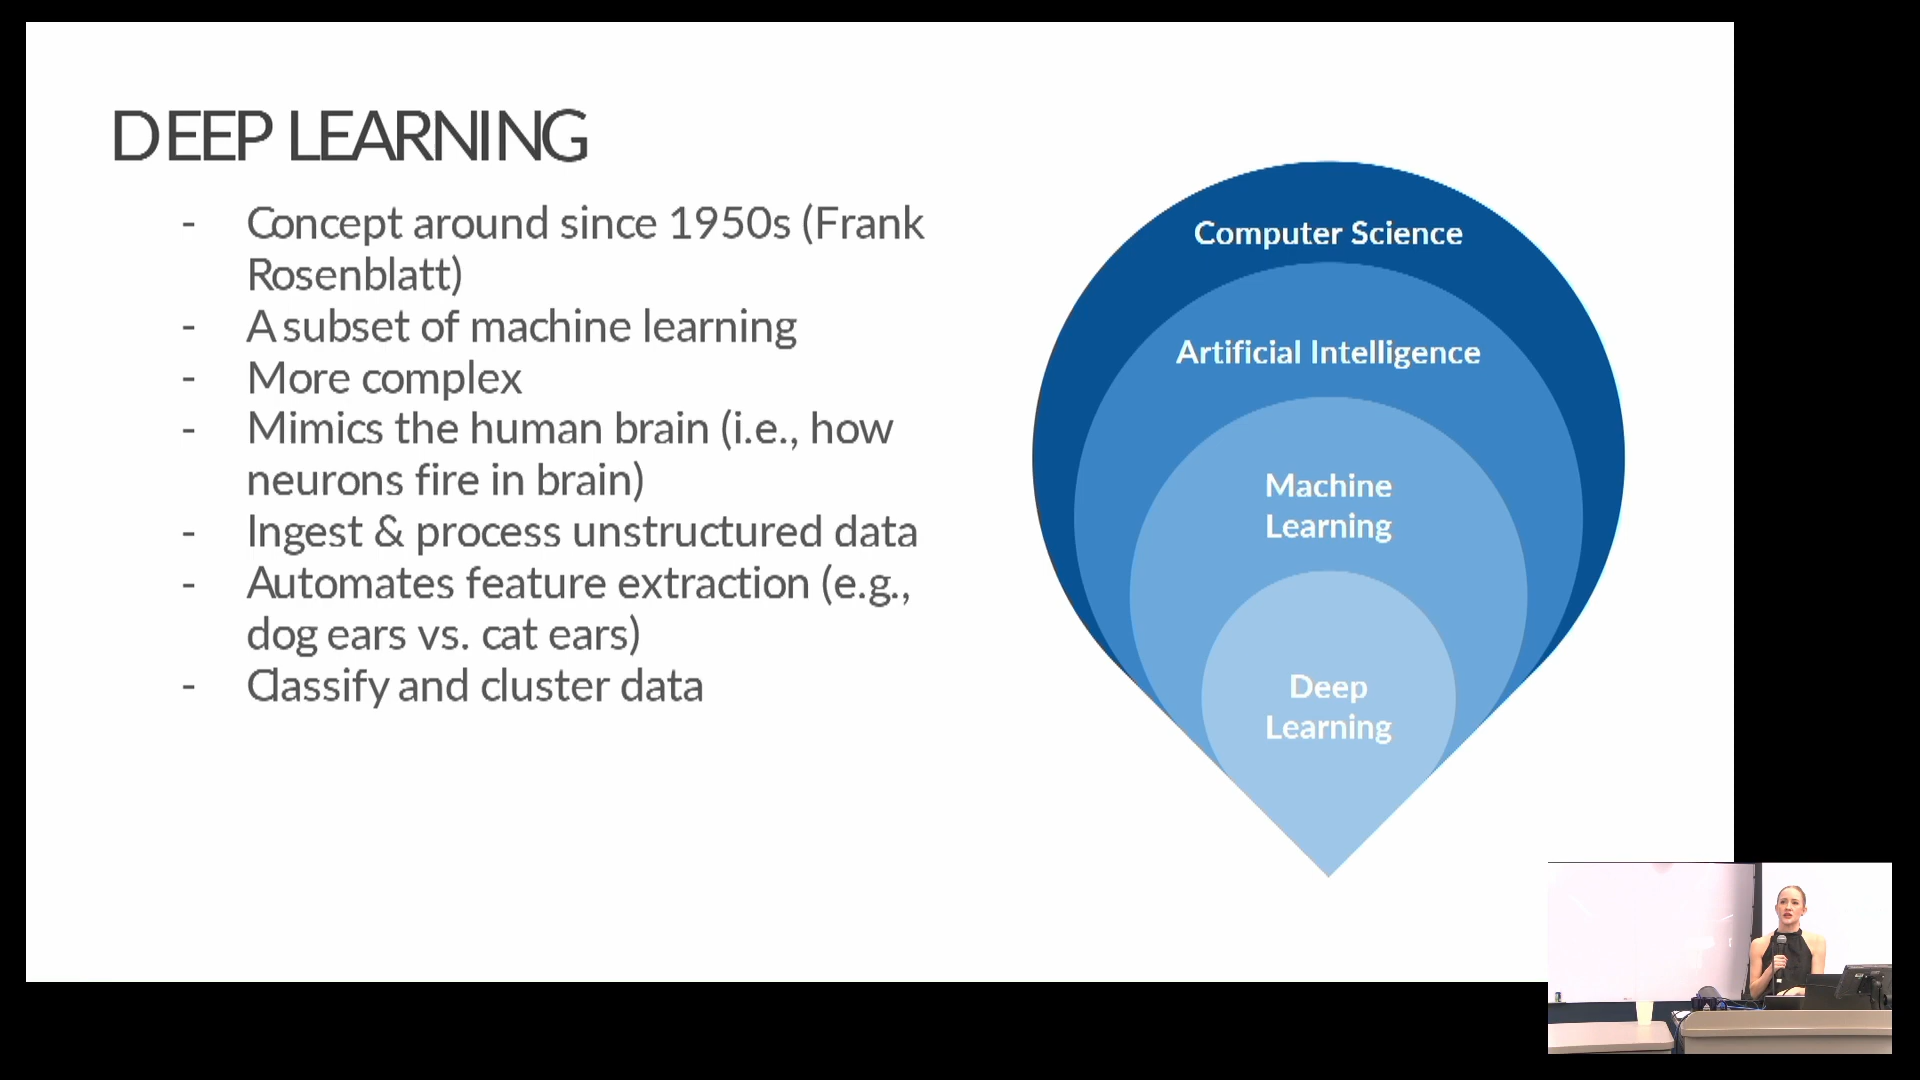 DEEP LEARNING
- Concept around since 1950s (Frank
Rosenblatt)
- A subset of machine learning
- More complex
- Mimics the human brain (i.e., how
neurons fire in brain)
- Ingest & process unstructured data
- Automates feature extraction (e.g.,
dog ears vs. cat ears)
- Classify and cluster data
Computer Science
Artificial Intelligence
Machine
Learning
Deep
Learning